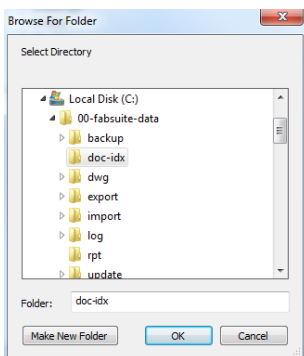 Browse For Folder
Select Directory
Local Disk (C:)
00-fabsuite-data
backup
doc-idx
dwg
export
import
log
rpt
update
Folder: doc-idx
Make New Folder OK Cancel